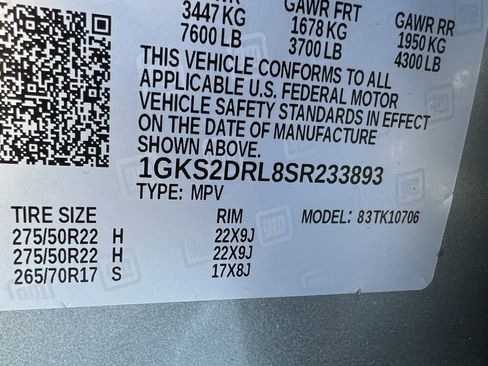 GVWR GAWR FRT GAWR RR
3447 KG 1678 KG 1950 KG
7600 LB 3700 LB 4300 LB
THIS VEHICLE CONFORMS TO ALL
APPLICABLE U.S. FEDERAL MOTOR
VEHICLE SAFETY STANDARDS IN EFFECT
ON THE DATE OF MANUFACTURE
SHOWN ABOVE.
1GKS2DRL8SR233893
TYPE: MPV
TIRE SIZE RIM MODEL: 83TK10706
275/50R22 H 22X9J
275/50R22 H 22X9J
265/70R17 S 17X8J